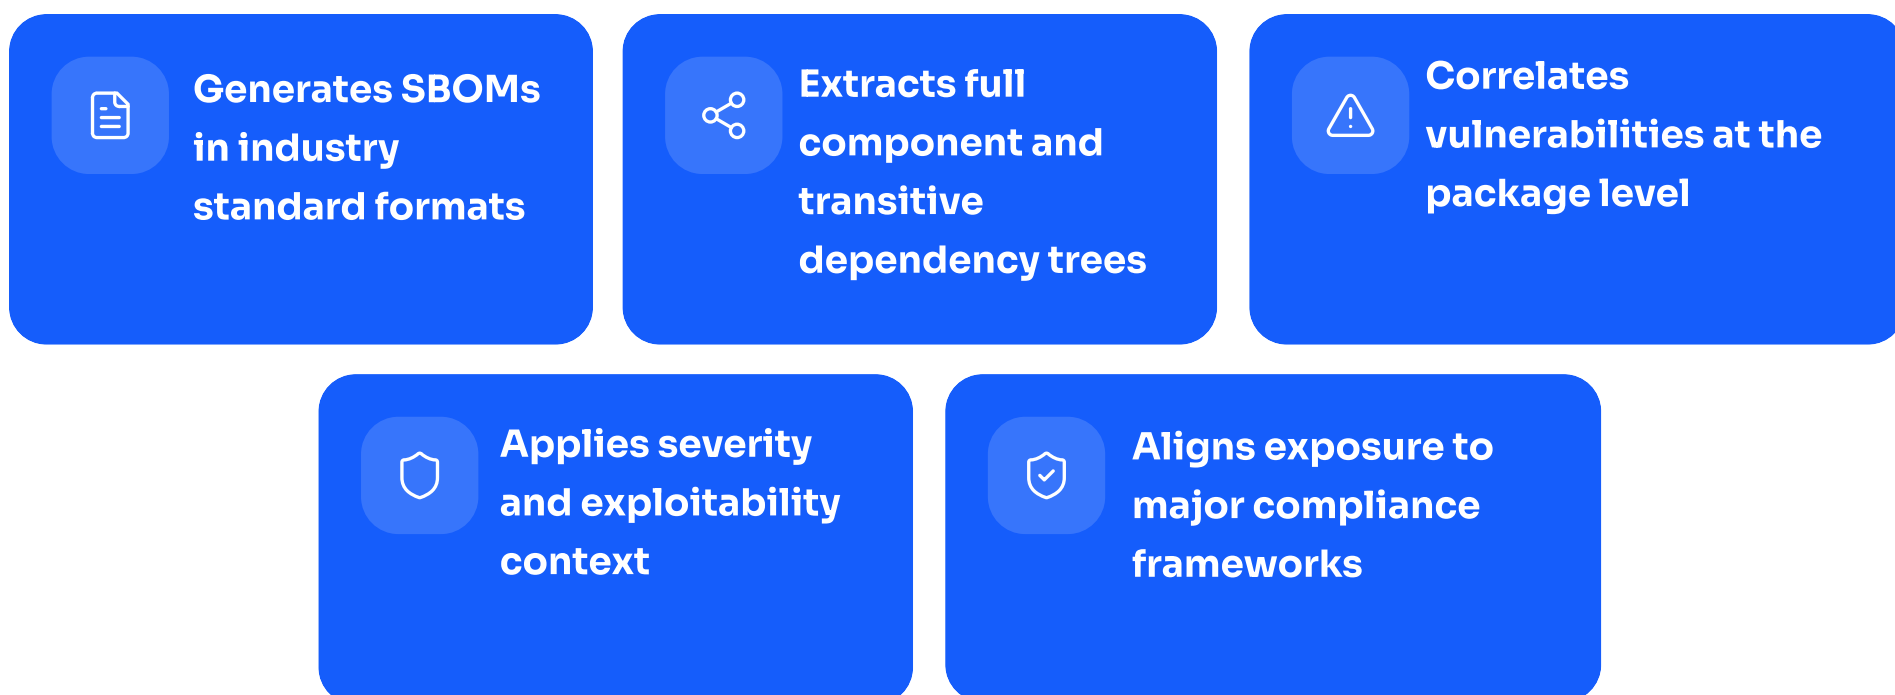 Generates SBOMs
in industry
standard formats
Extracts full
component and
transitive
dependency trees
Correlates
vulnerabilities at the
package level
Applies severity
and exploitability
context
Aligns exposure to
major compliance
frameworks